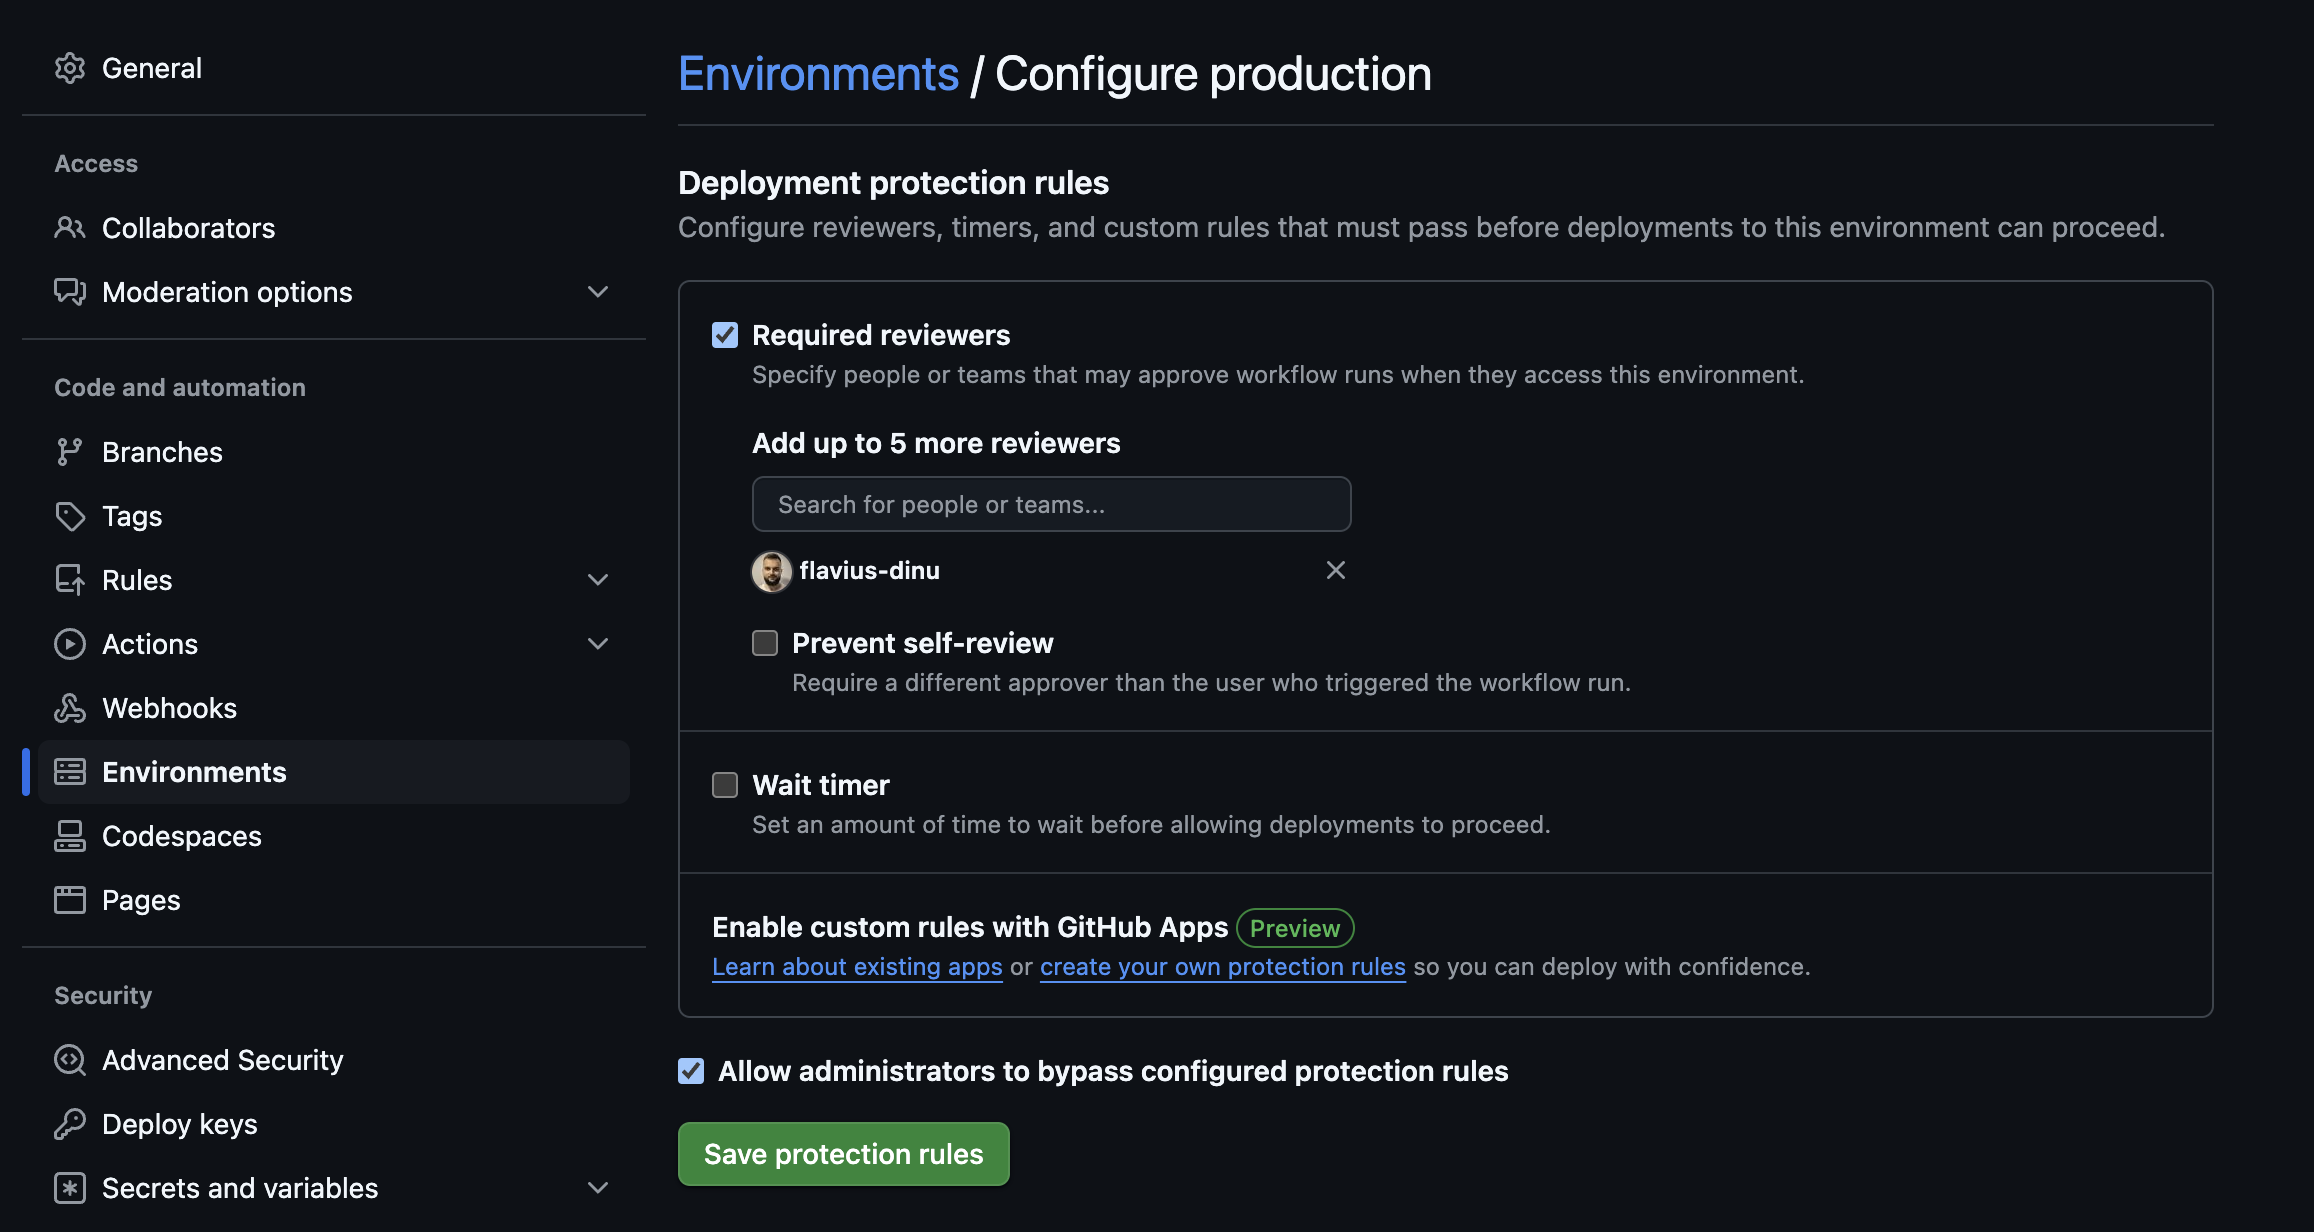 General
Access
Collaborators
Moderation options
Code and automation
Branches
Tags
Rules
Actions
Webhooks
Environments
Codespaces
Pages
Security
Advanced Security
Deploy keys
Secrets and variables
Environments / Configure production
Deployment protection rules
Configure reviewers, timers, and custom rules that must pass before deployments to this environment can proceed.
Required reviewers
Specify people or teams that may approve workflow runs when they access this environment.
Add up to 5 more reviewers
Search for people or teams...
flavius-dinu
Prevent self-review
Require a different approver than the user who triggered the workflow run.
Wait timer
Set an amount of time to wait before allowing deployments to proceed.
Enable custom rules with GitHub Apps Preview
Learn about existing apps or create your own protection rules so you can deploy with confidence.
Allow administrators to bypass configured protection rules
Save protection rules